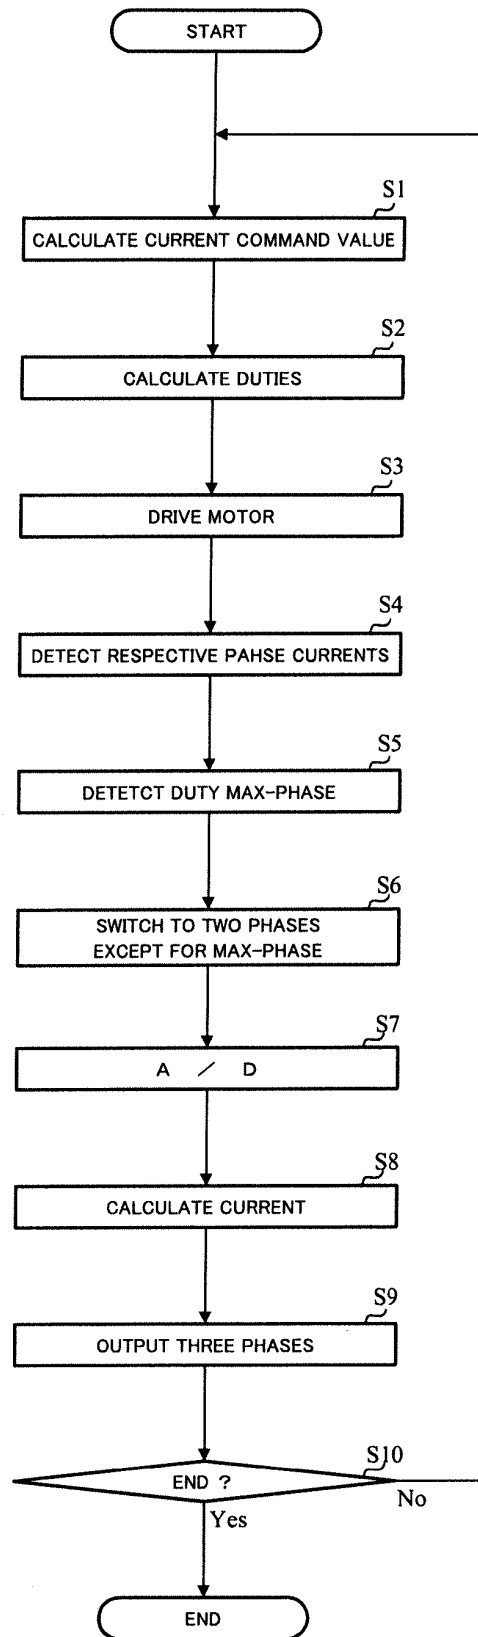 START
S1
CALCULATE CURRENT COMMAND VALUE
S2
CALCULATE DUTIES
S3
DRIVE MOTOR
S4
DETECT RESPECTIVE PAHSE CURRENTS
S5
DETETCT DUTY MAX-PHASE
S6
SWITCH TO TWO PHASES
EXCEPT FOR MAX-PHASE
S7
A / D
S8
CALCULATE CURRENT
S9
OUTPUT THREE PHASES
S10
END ?
No
Yes
END